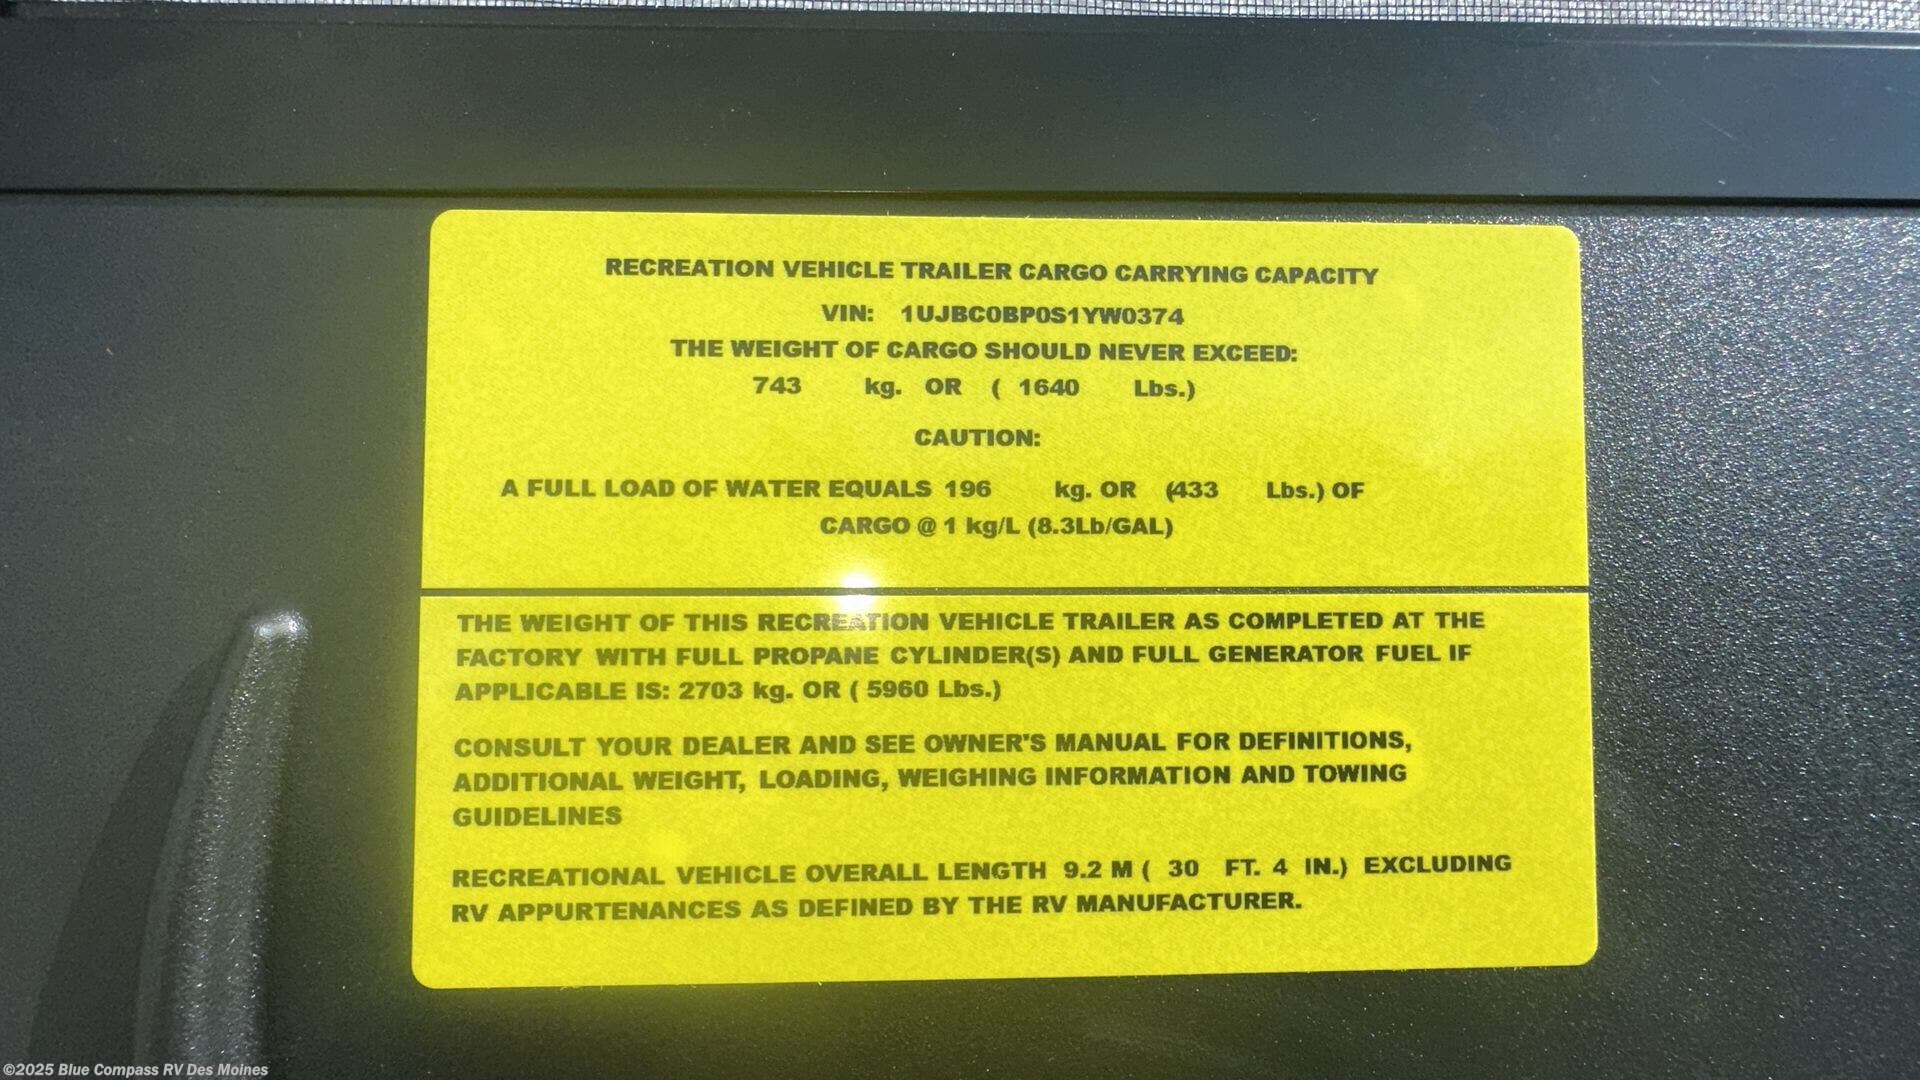 RECREATION VEHICLE TRAILER CARGO CARRYING CAPACITY
VIN: 1UJBC0BP0S1YW0374
THE WEIGHT OF CARGO SHOULD NEVER EXCEED:
743 kg. OR ( 1640 Lbs.)
CAUTION:
A FULL LOAD OF WATER EQUALS 196 kg. OR (433 Lbs.) OF
CARGO @ 1 kg/L (8.3Lb/GAL)
THE WEIGHT OF THIS RECREATION VEHICLE TRAILER AS COMPLETED AT THE
FACTORY WITH FULL PROPANE CYLINDER(S) AND FULL GENERATOR FUEL IF
APPLICABLE IS: 2703 kg. OR ( 5960 Lbs.)
CONSULT YOUR DEALER AND SEE OWNER'S MANUAL FOR DEFINITIONS,
ADDITIONAL WEIGHT, LOADING, WEIGHING INFORMATION AND TOWING
GUIDELINES
RECREATIONAL VEHICLE OVERALL LENGTH 9.2 M ( 30 FT. 4 IN.) EXCLUDING
RV APPURTENANCES AS DEFINED BY THE RV MANUFACTURER.
©2025 Blue Compass RV Des Moines